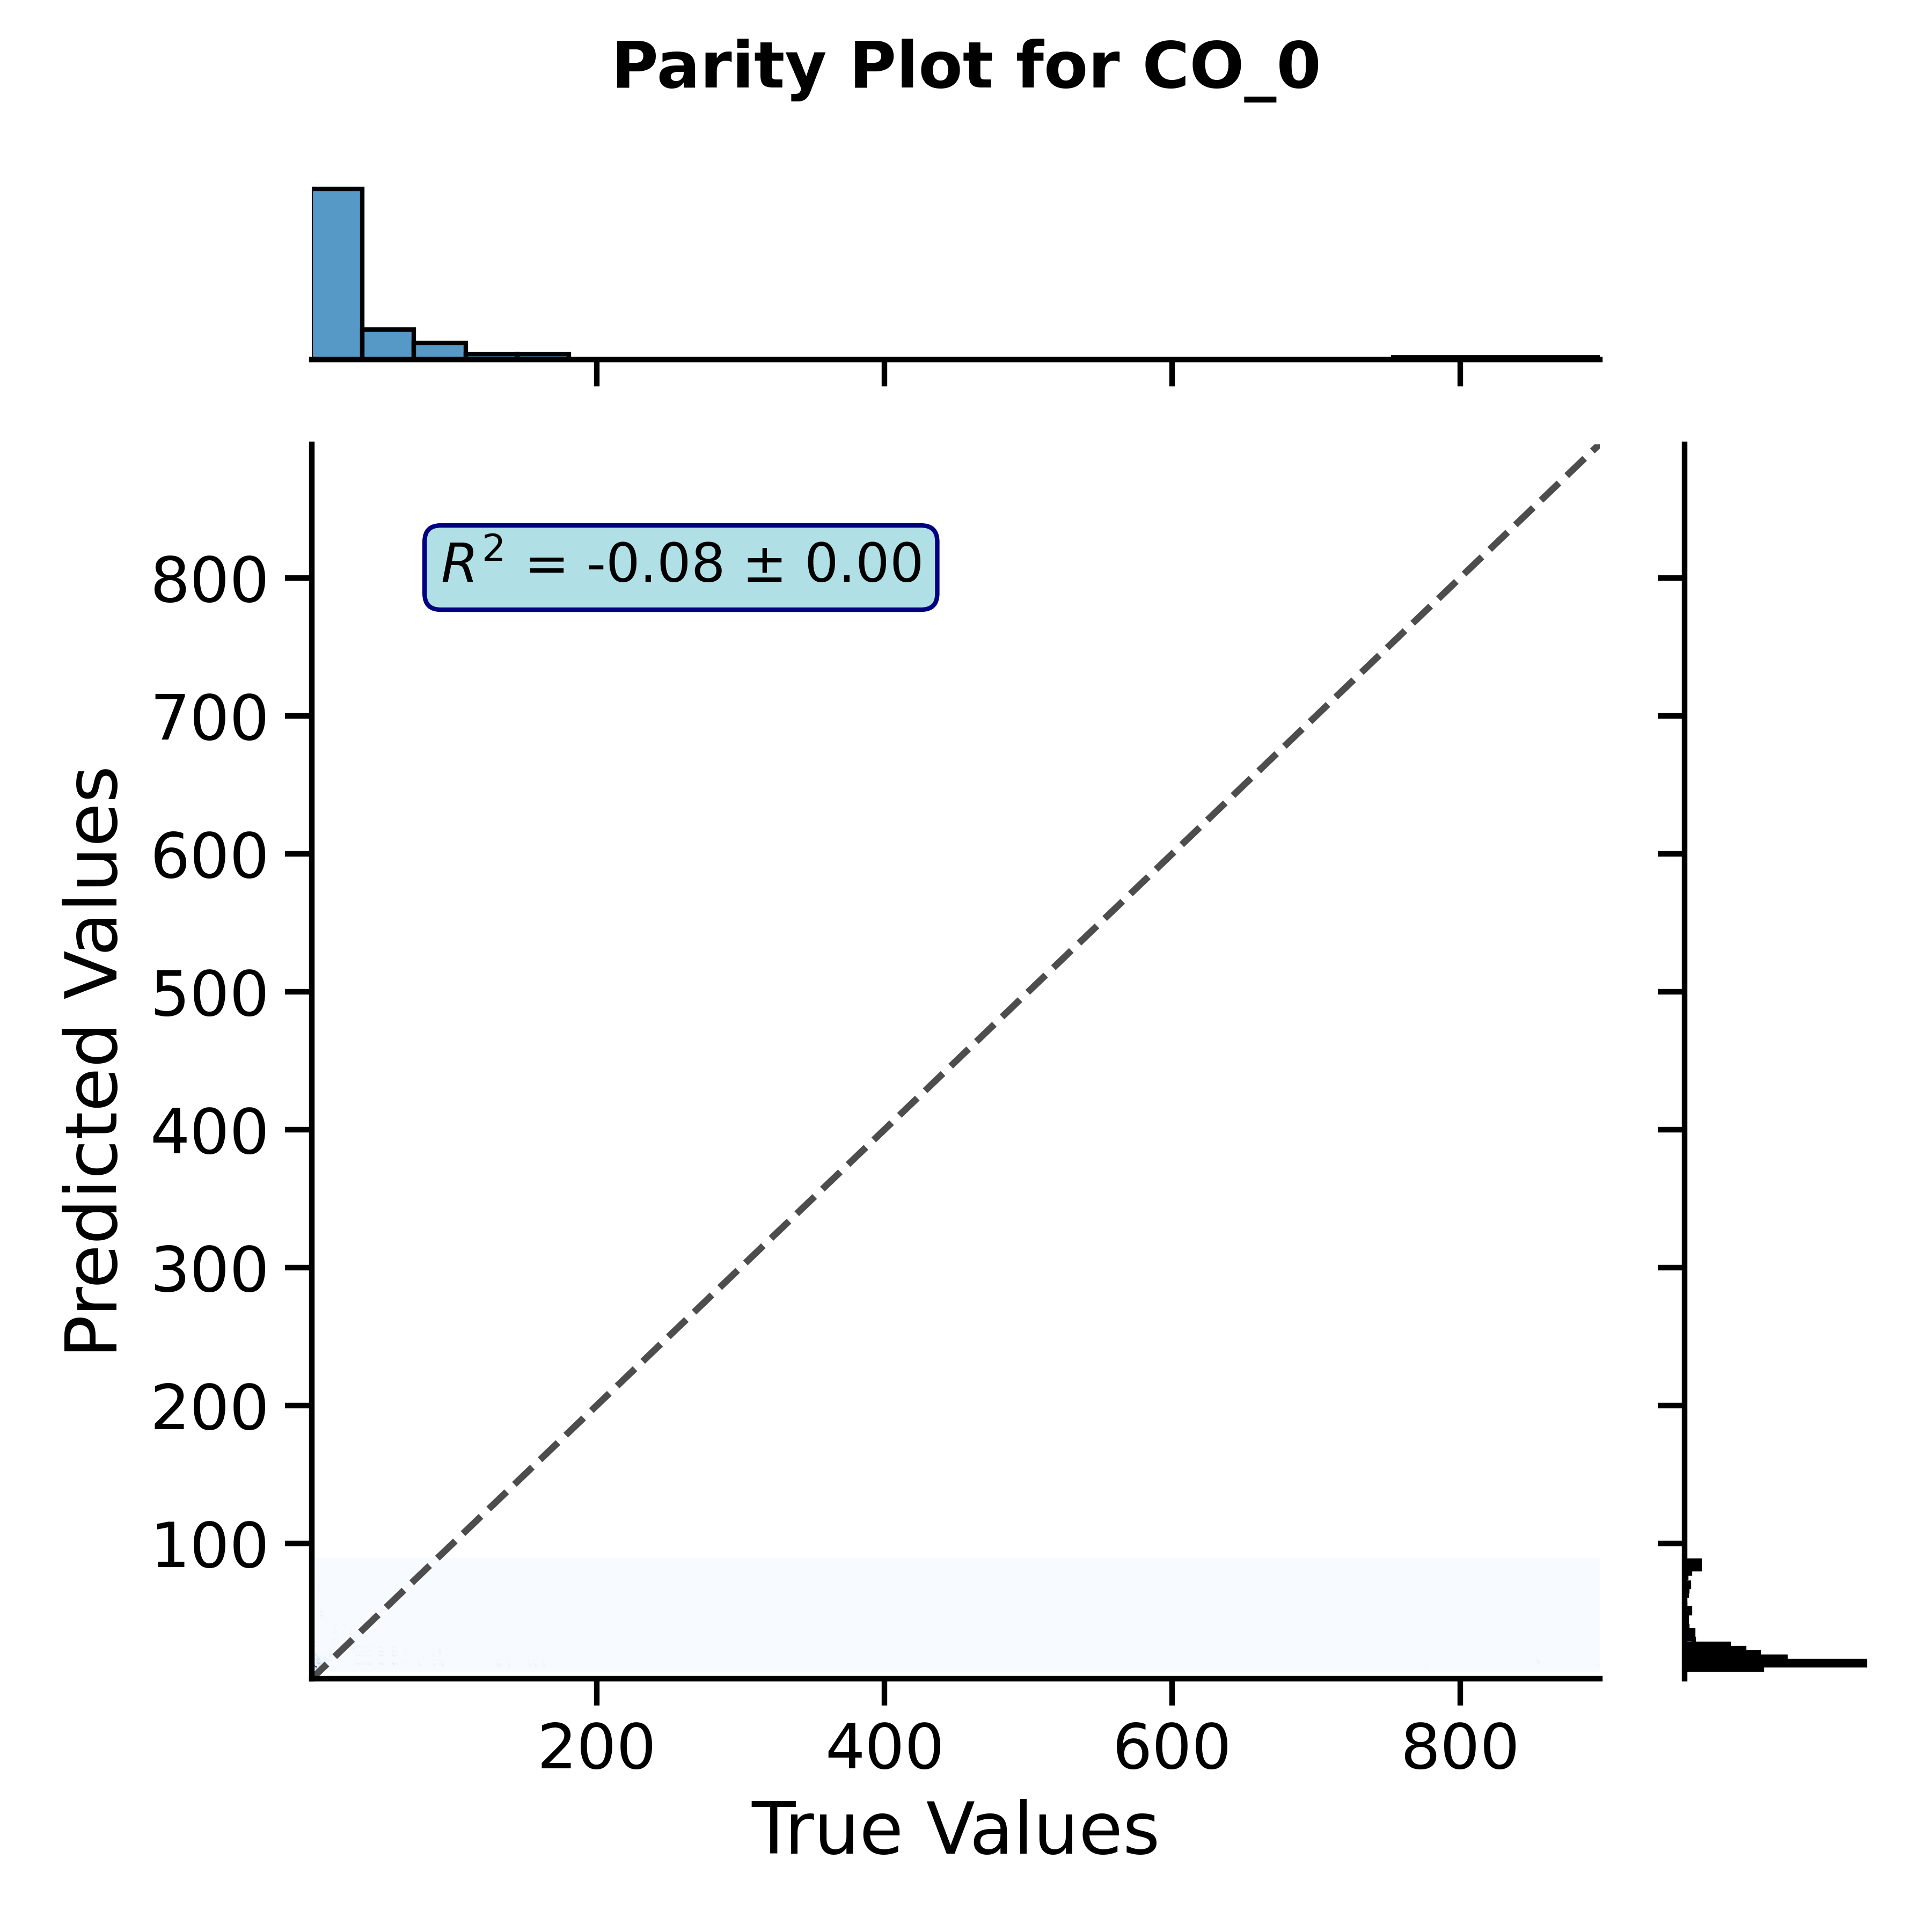 Parity Plot for CO_0
R² = -0.08 ± 0.00
Predicted Values
800
700
600
500
400
300
200
100
200 400 600 800
True Values